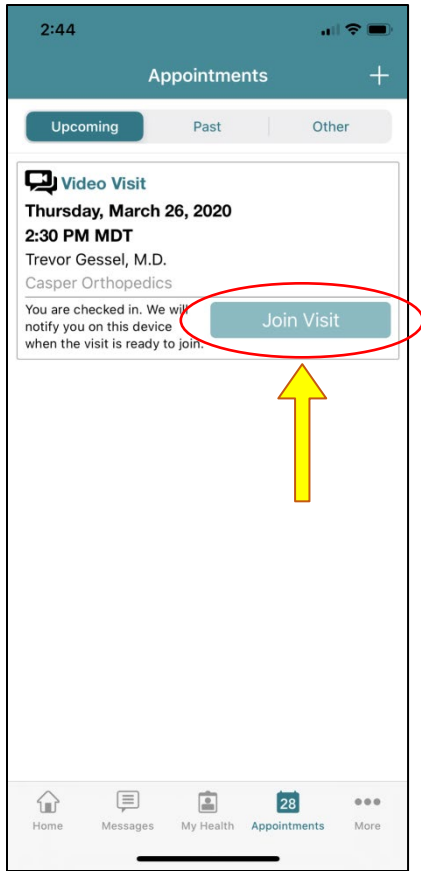 2:44
Appointments +
Upcoming Past Other
Video Visit
Thursday, March 26, 2020
2:30 PM MDT
Trevor Gessel, M.D.
Casper Orthopedics
You are checked in. We will
notify you on this device
when the visit is ready to join.
Join Visit
28
Home Messages My Health Appointments More